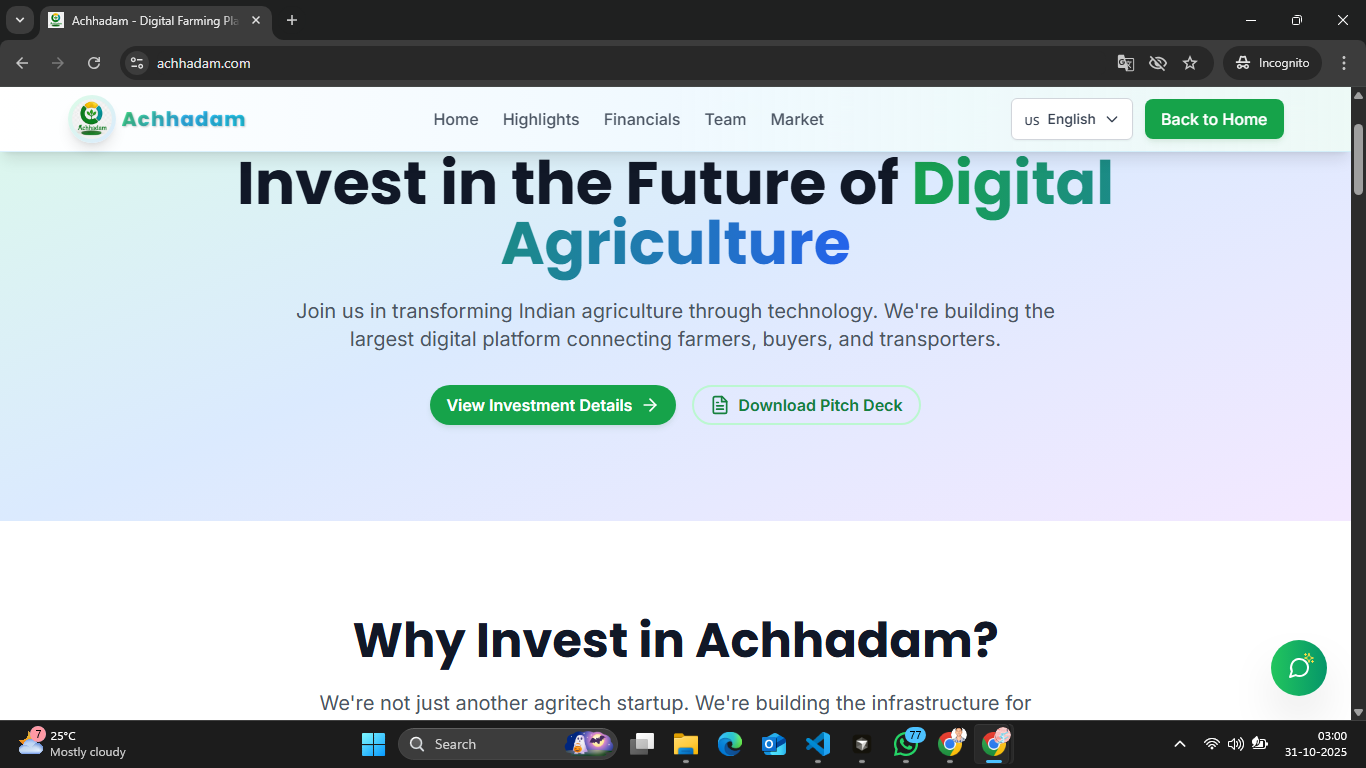 Achhadam - Digital Farming Pla
achhadam.com
Incognito
Achhadam
Achhadam
Home
Highlights
Financials
Team
Market
US English
Back to Home
Invest in the Future of Digital
Agriculture
Join us in transforming Indian agriculture through technology. We're building the
largest digital platform connecting farmers, buyers, and transporters.
View Investment Details
Download Pitch Deck
Why Invest in Achhadam?
We're not just another agritech startup. We're building the infrastructure for
7
25°C
Mostly cloudy
Search
77
03:00
31-10-2025